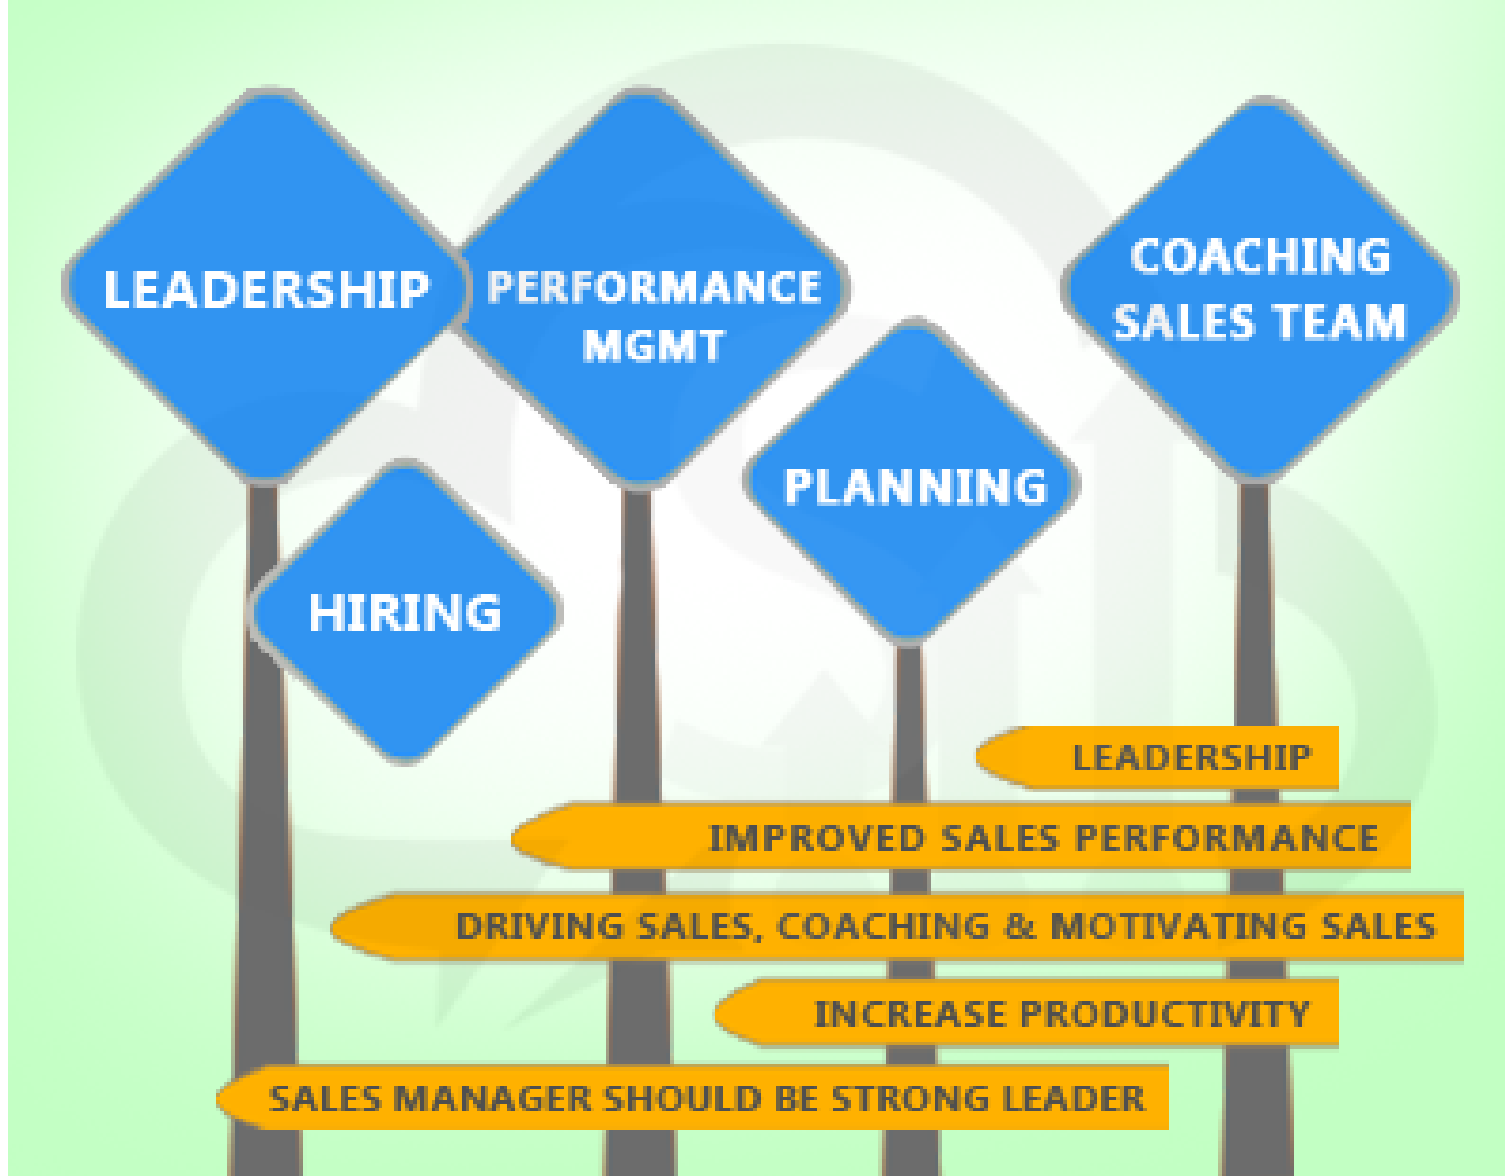 LEADERSHIP
PERFORMANCE
MGMT
COACHING
SALES TEAM
PLANNING
HIRING
LEADERSHIP
IMPROVED SALES PERFORMANCE
DRIVING SALES, COACHING & MOTIVATING SALES
INCREASE PRODUCTIVITY
SALES MANAGER SHOULD BE STRONG LEADER